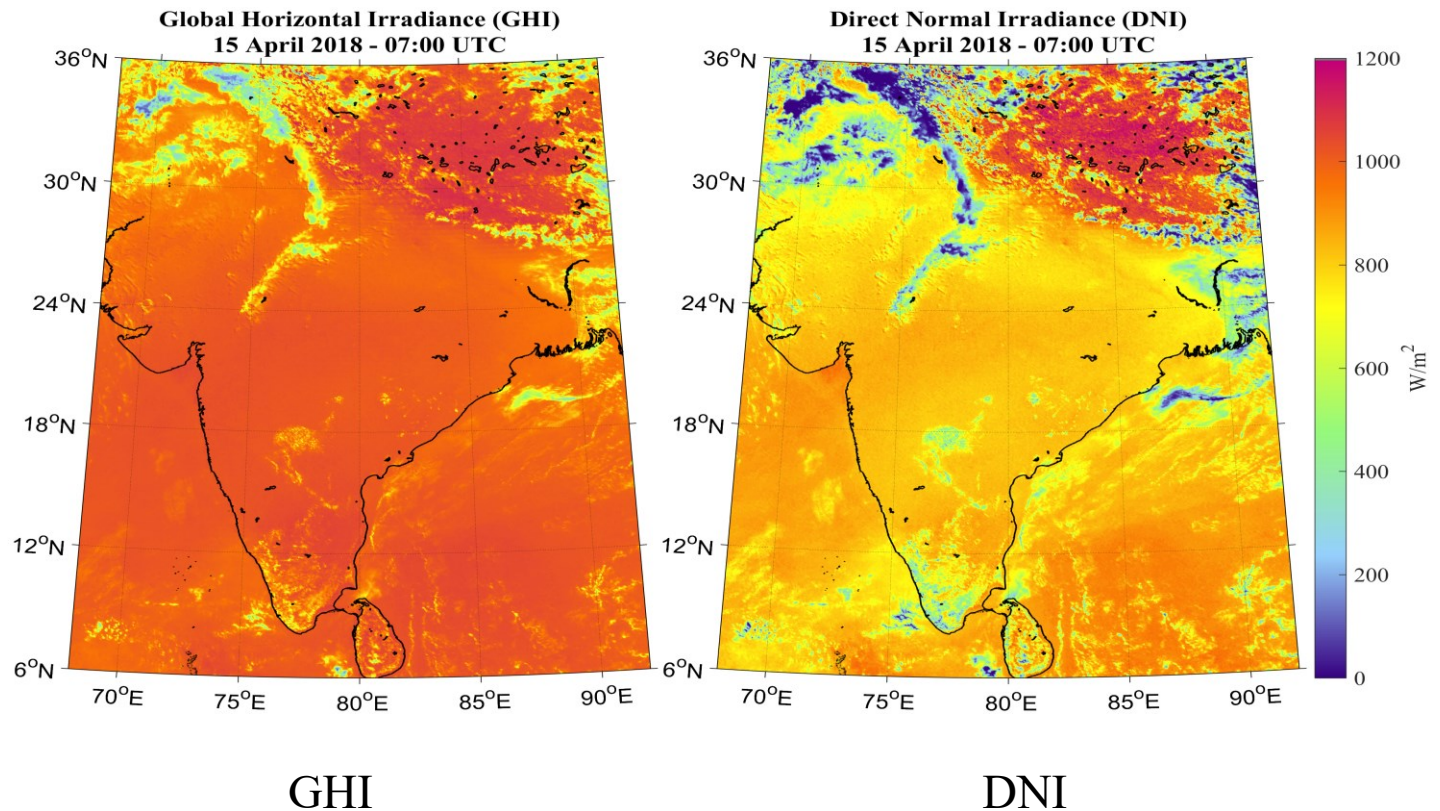 Global Horizontal Irradiance (GHI)
15 April 2018 - 07:00 UTC
36°N
30°N
24°N
18°N
12°N
6°N
70°E
75°E
80°E
85°E
90°E
Direct Normal Irradiance (DNI)
15 April 2018 - 07:00 UTC
36°N
30°N
24°N
18°N
12°N
6°N
70°E
75°E
80°E
85°E
90°E
1200
1000
800
600
400
200
0
W/m²
GHI
DNI